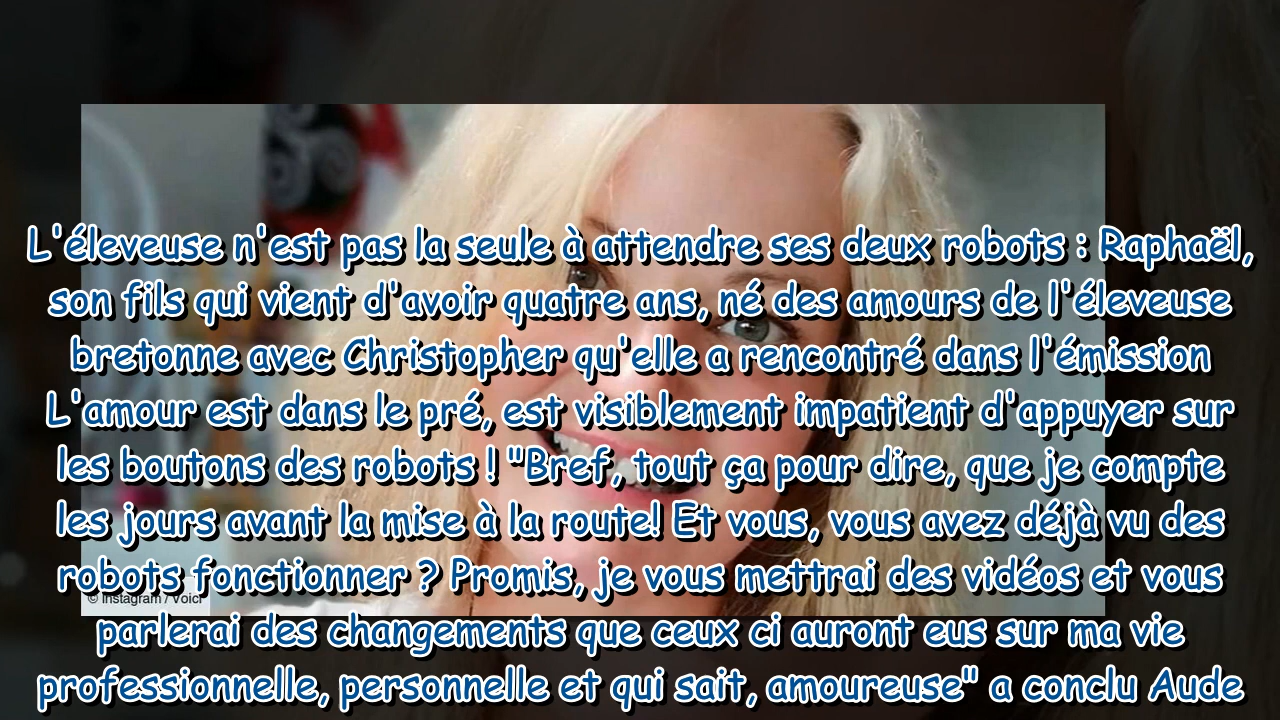 L'éleveuse n'est pas la seule à attendre ses deux robots : Raphaël,
son fils qui vient d'avoir quatre ans, né des amours de l'éleveuse
bretonne avec Christopher qu'elle a rencontré dans l'émission
L'amour est dans le pré, est visiblement impatient d'appuyer sur
les boutons des robots ! "Bref, tout ça pour dire, que je compte
les jours avant la mise à la route! Et vous, vous avez déjà vu des
robots fonctionner ? Promis, je vous mettrai des vidéos et vous
© Instagram / Voici
parlerai des changements que ceux ci auront eus sur ma vie
professionnelle, personnelle et qui sait, amoureuse" a conclu Aude